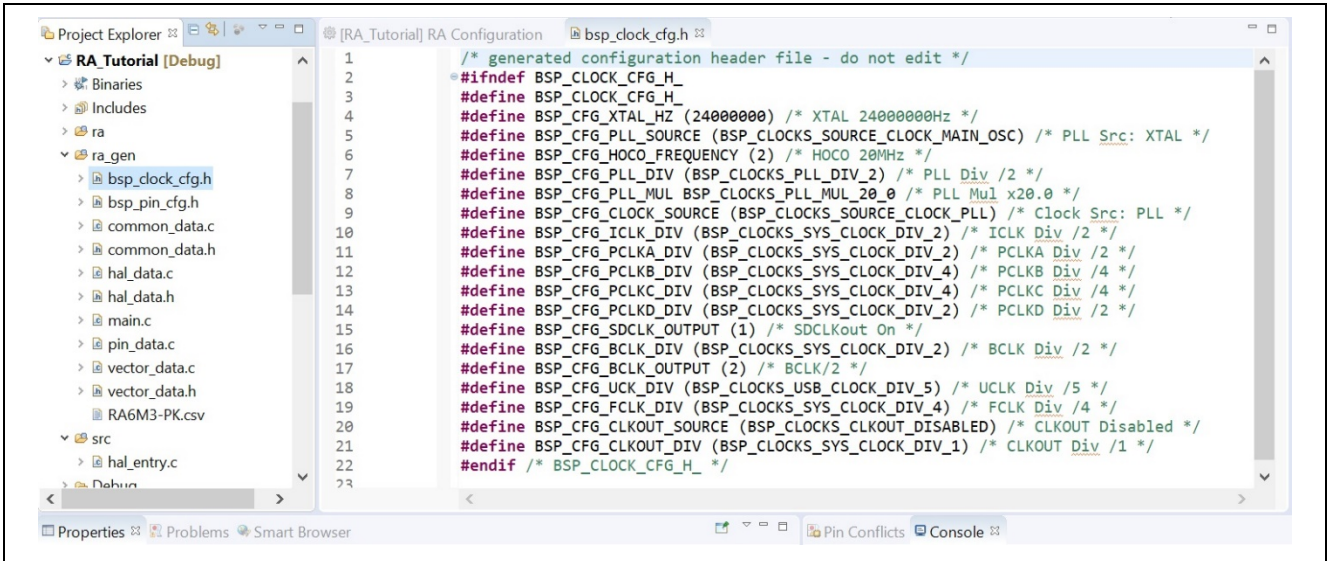 Project Explorer
RA_Tutorial [Debug]
Binaries
Includes
ra
ra_gen
bsp_clock_cfg.h
bsp_pin_cfg.h
common_data.c
common_data.h
hal_data.c
hal_data.h
main.c
pin_data.c
vector_data.c
vector_data.h
RA6M3-PK.csv
src
hal_entry.c
Debug
[RA_Tutorial] RA Configuration
bsp_clock_cfg.h
1 /* generated configuration header file - do not edit */
2 #ifndef BSP_CLOCK_CFG_H_
3 #define BSP_CLOCK_CFG_H_
4 #define BSP_CFG_XTAL_HZ (24000000) /* XTAL 24000000Hz */
5 #define BSP_CFG_PLL_SOURCE (BSP_CLOCKS_SOURCE_CLOCK_MAIN_OSC) /* PLL Src: XTAL */
6 #define BSP_CFG_HOCO_FREQUENCY (2) /* HOCO 20MHz */
7 #define BSP_CFG_PLL_DIV (BSP_CLOCKS_PLL_DIV_2) /* PLL Div /2 */
8 #define BSP_CFG_PLL_MUL BSP_CLOCKS_PLL_MUL_20_0 /* PLL Mul x20.0 */
9 #define BSP_CFG_CLOCK_SOURCE (BSP_CLOCKS_SOURCE_CLOCK_PLL) /* Clock Src: PLL */
10 #define BSP_CFG_ICLK_DIV (BSP_CLOCKS_SYS_CLOCK_DIV_2) /* ICLK Div /2 */
11 #define BSP_CFG_PCLKA_DIV (BSP_CLOCKS_SYS_CLOCK_DIV_2) /* PCLKA Div /2 */
12 #define BSP_CFG_PCLKB_DIV (BSP_CLOCKS_SYS_CLOCK_DIV_4) /* PCLKB Div /4 */
13 #define BSP_CFG_PCLKC_DIV (BSP_CLOCKS_SYS_CLOCK_DIV_4) /* PCLKC Div /4 */
14 #define BSP_CFG_PCLKD_DIV (BSP_CLOCKS_SYS_CLOCK_DIV_2) /* PCLKD Div /2 */
15 #define BSP_CFG_SDCLK_OUTPUT (1) /* SDCLKout On */
16 #define BSP_CFG_BCLK_DIV (BSP_CLOCKS_SYS_CLOCK_DIV_2) /* BCLK Div /2 */
17 #define BSP_CFG_BCLK_OUTPUT (2) /* BCLK/2 */
18 #define BSP_CFG_UCK_DIV (BSP_CLOCKS_USB_CLOCK_DIV_5) /* UCLK Div /5 */
19 #define BSP_CFG_FCLK_DIV (BSP_CLOCKS_SYS_CLOCK_DIV_4) /* FCLK Div /4 */
20 #define BSP_CFG_CLKOUT_SOURCE (BSP_CLOCKS_CLKOUT_DISABLED) /* CLKOUT Disabled */
21 #define BSP_CFG_CLKOUT_DIV (BSP_CLOCKS_SYS_CLOCK_DIV_1) /* CLKOUT Div /1 */
22 #endif /* BSP_CLOCK_CFG_H_ */
23
Properties Problems Smart Browser
Pin Conflicts Console